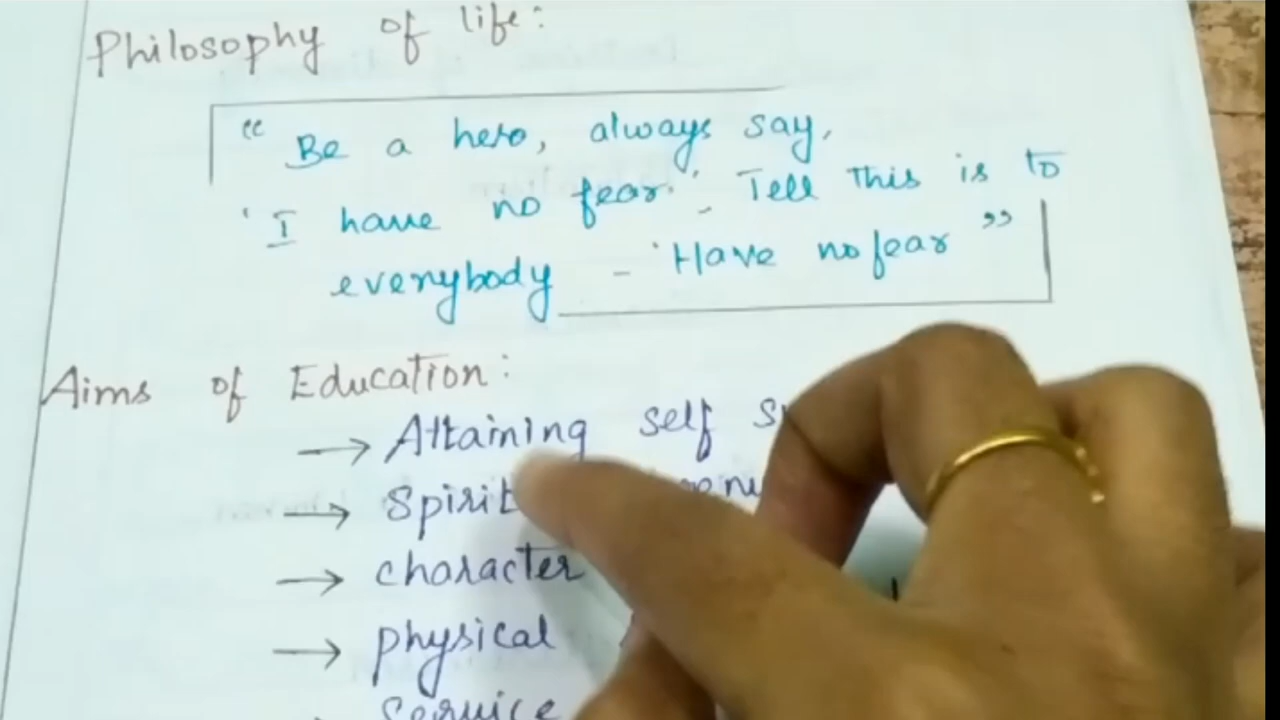 Philosophy of life:
“ Be a hero, always say,
'I have no fear.' - Tell this is to
everybody - 'Have no fear ”
Aims of Education:
→ Attaining self
→
→ character
→ physical
service